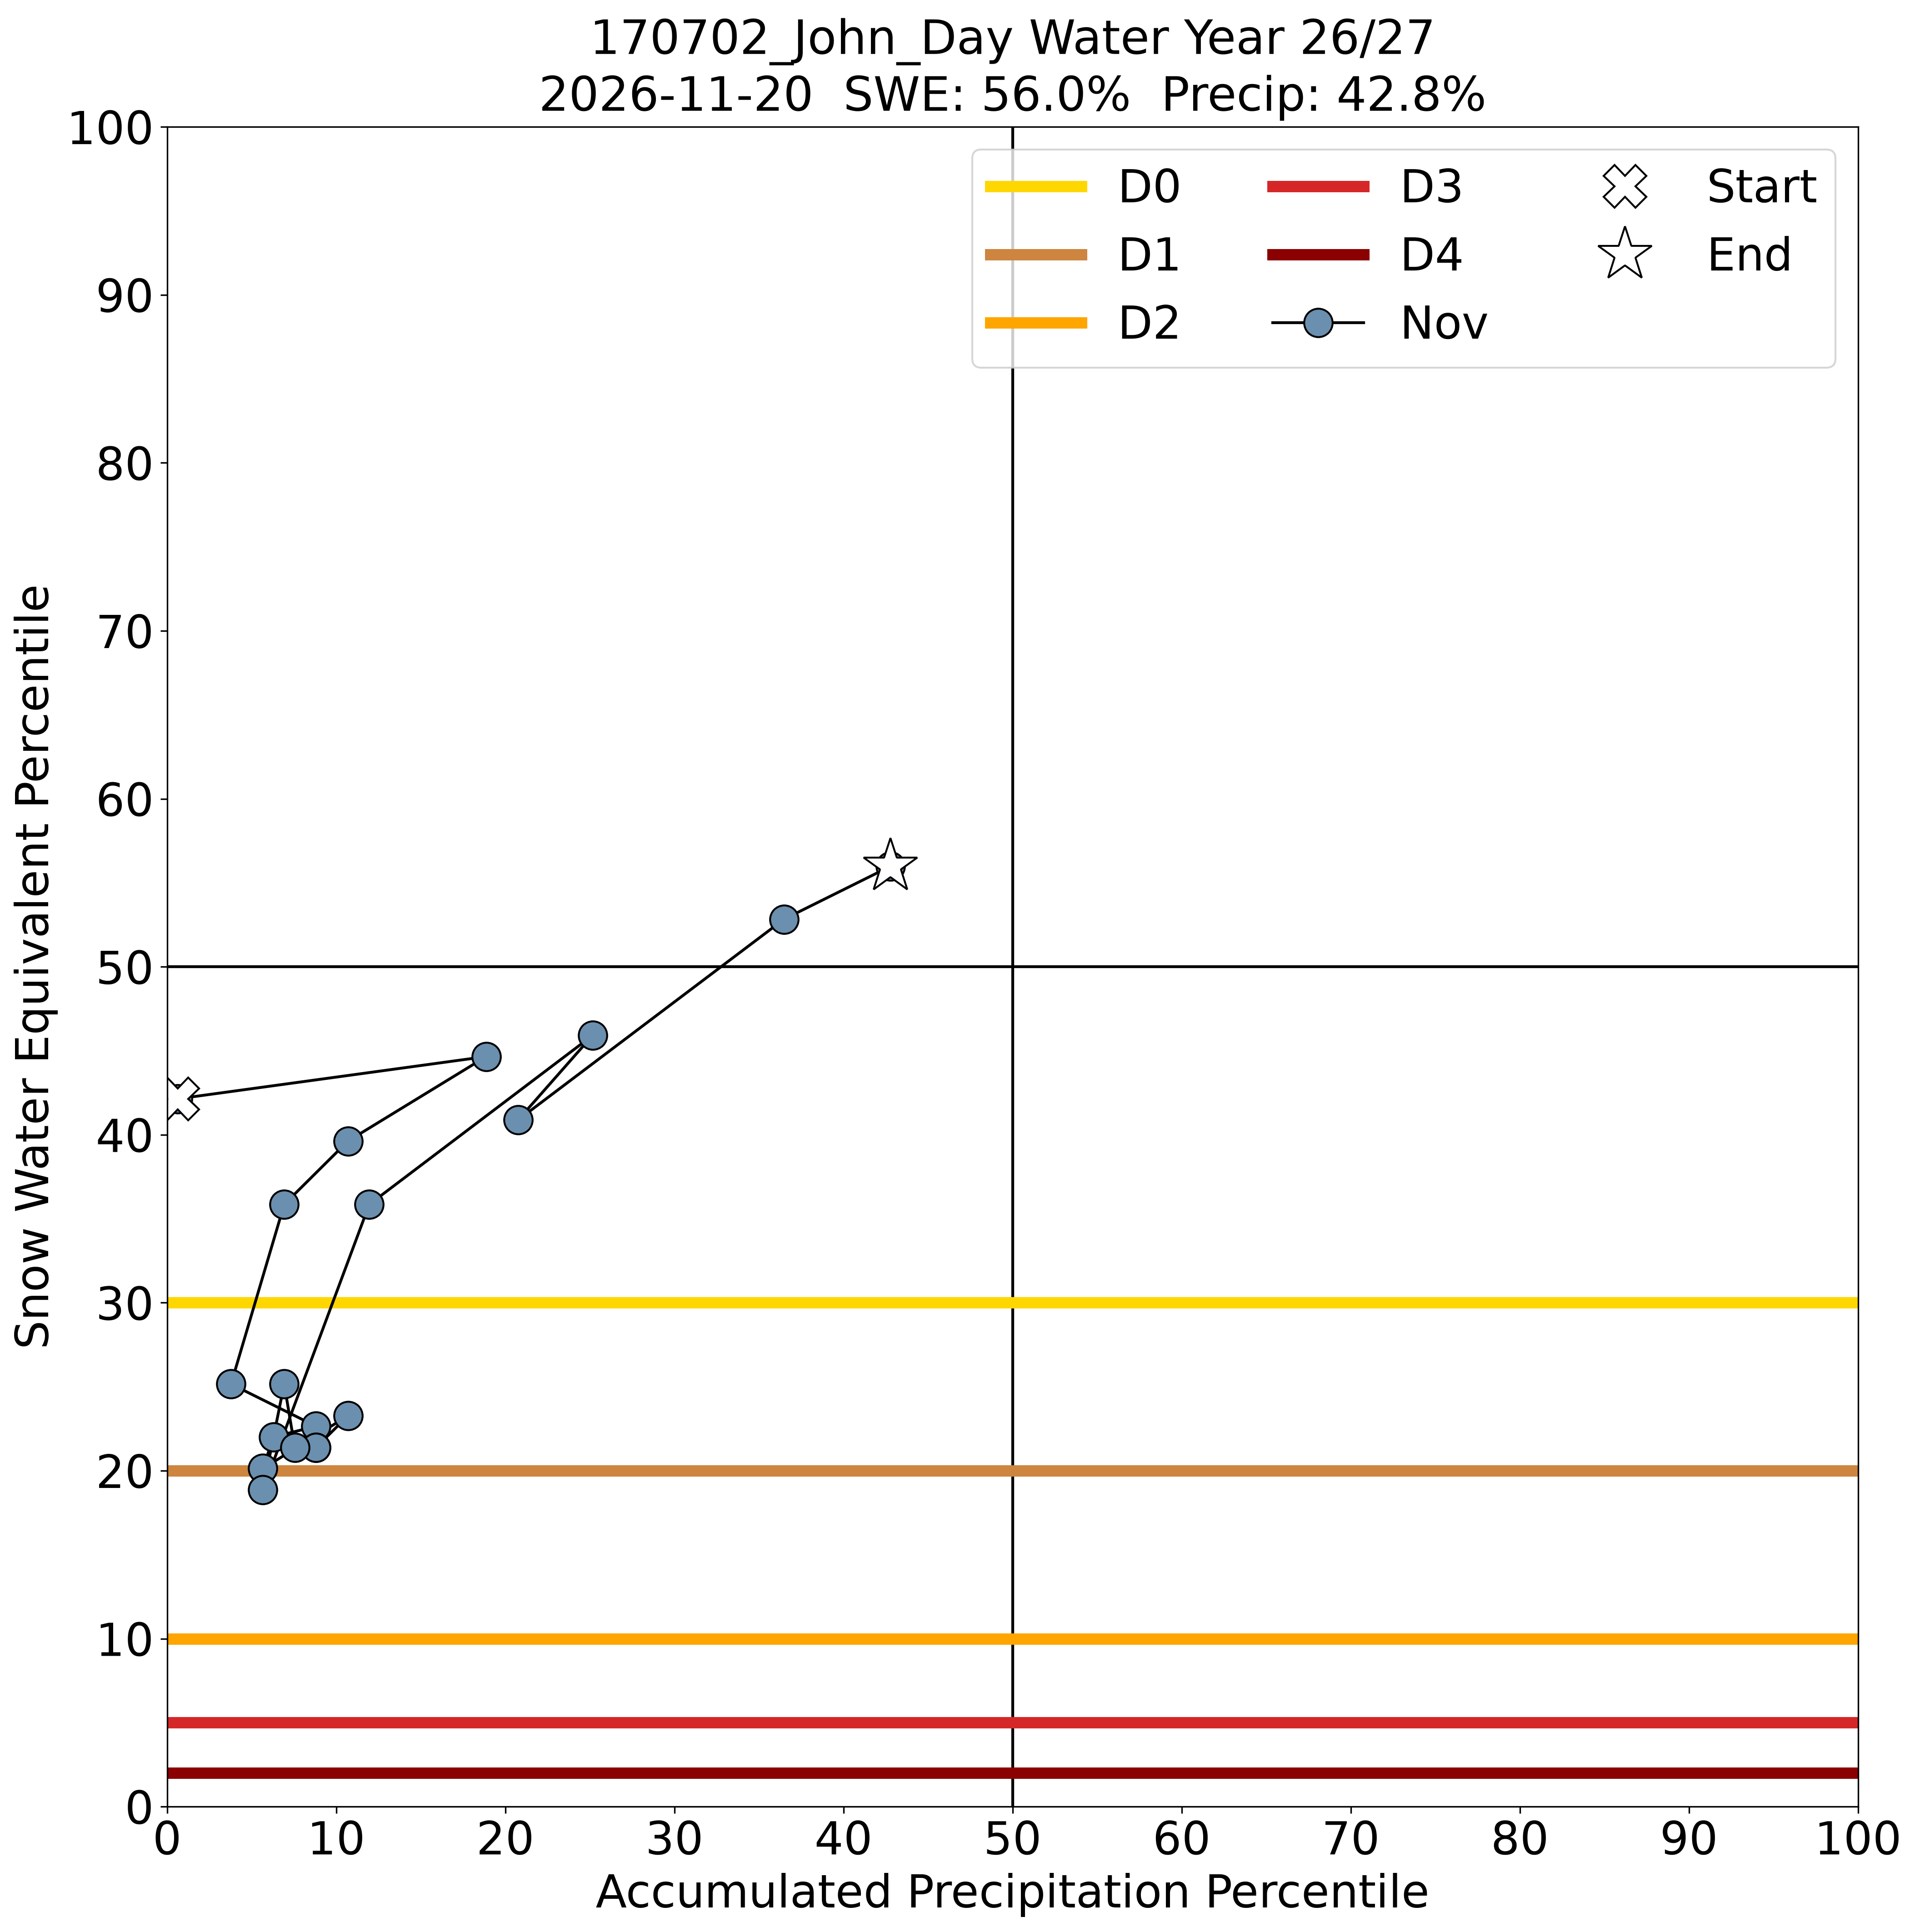 170702_John_Day Water Year 26/27
2026-11-20  SWE: 56.0%  Precip: 42.8%
D0
D1
D2
D3
D4
Nov
Start
End
Snow Water Equivalent Percentile
100
90
80
70
60
50
40
30
20
10
0
0 10 20 30 40 50 60 70 80 90 100
Accumulated Precipitation Percentile